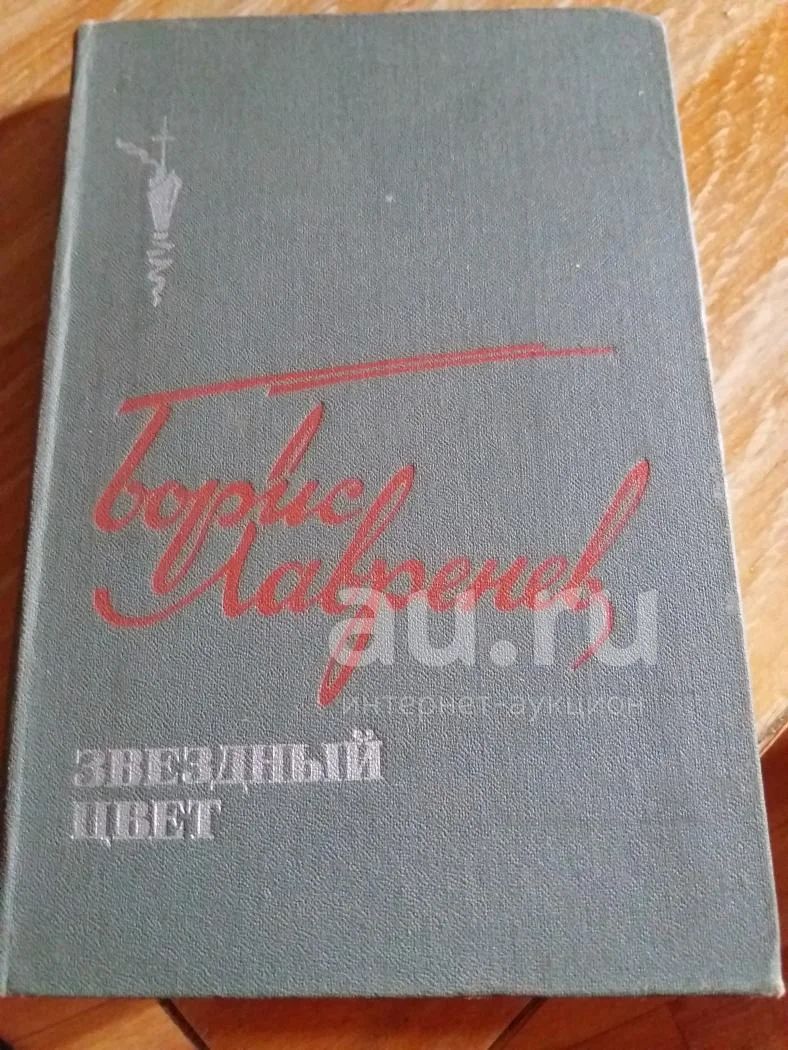 Борис
Лавренев
au.ru
интернет-аукцион
ЗВЕЗДНЫЙ
ЦВЕТ